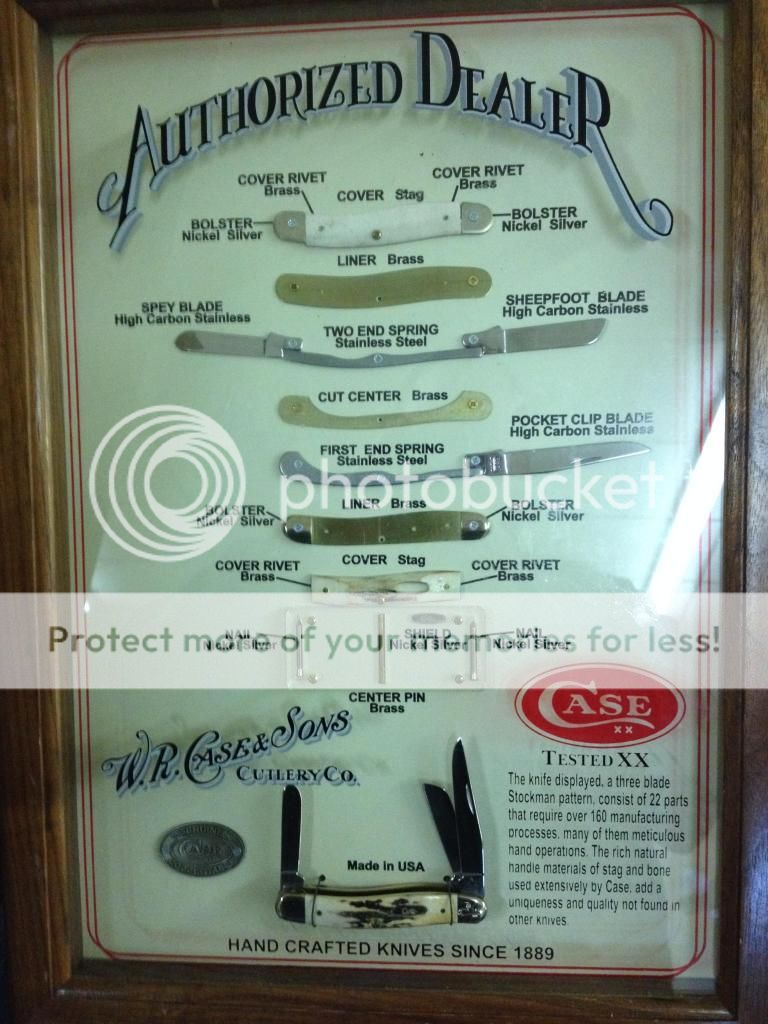 AUTHORIZED DEALER
COVER RIVET
Brass
COVER Stag
COVER RIVET
Brass
BOLSTER
Nickel Silver
BOLSTER
Nickel Silver
LINER Brass
SPEY BLADE
High Carbon Stainless
SHEEPFOOT BLADE
High Carbon Stainless
TWO END SPRING
Stainless Steel
CUT CENTER Brass
POCKET CLIP BLADE
High Carbon Stainless
FIRST END SPRING
Stainless Steel
photobucket
LINER Brass
BOLSTER
Nickel Silver
BOLSTER
Nickel Silver
COVER Stag
COVER RIVET
Brass
COVER RIVET
Brass
Protect more of your memories for less!
NAIL
Nickel Silver
SHIELD
Nickel Silver
NAIL
Nickel Silver
CENTER PIN
Brass
CASE
XX
TESTED XX
W.R. CASE & SONS
CUTLERY CO.
The knife displayed, a three blade
Stockman pattern, consist of 22 parts
that require over 160 manufacturing
processes, many of them meticulous
hand operations. The rich natural
handle materials of stag and bone
used extensively by Case, add a
uniqueness and quality not found in
other knives.
Made in USA
HAND CRAFTED KNIVES SINCE 1889